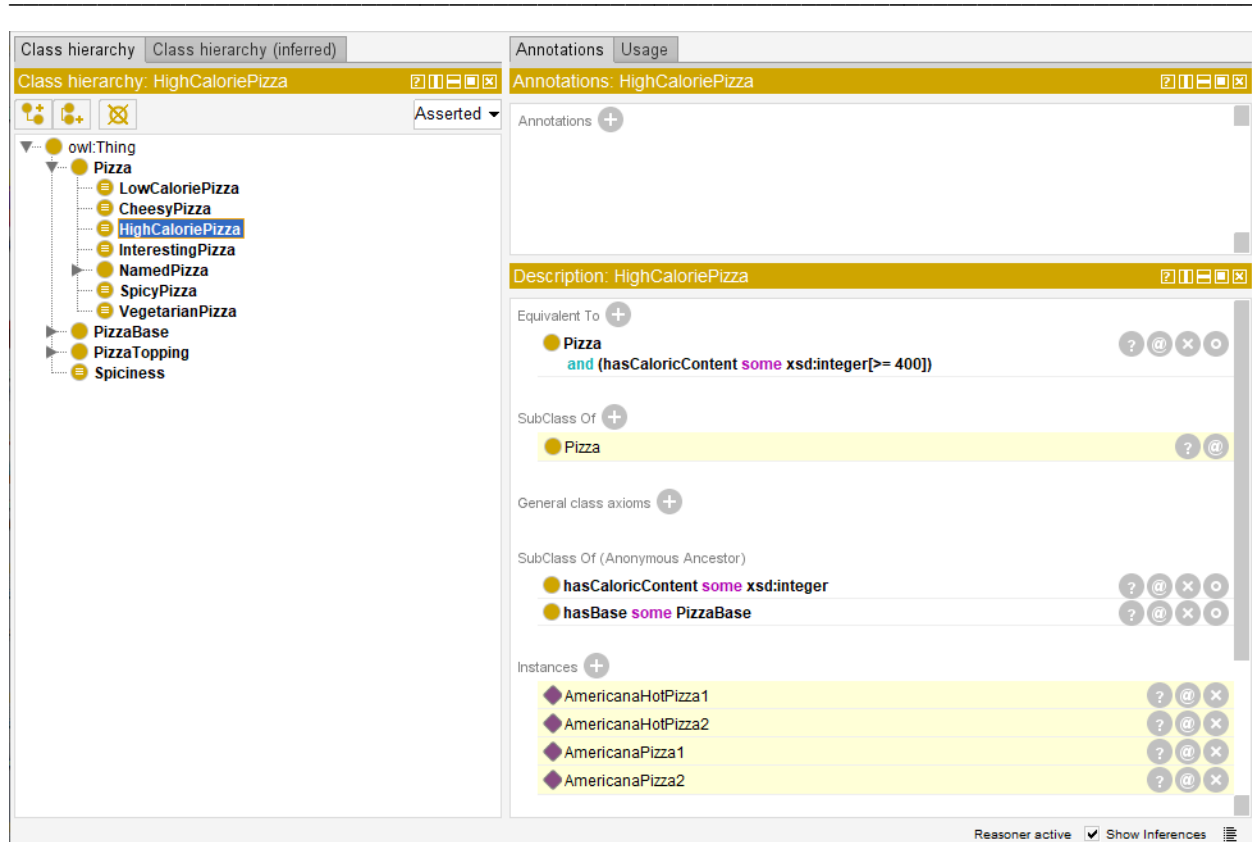 Class hierarchy Class hierarchy (inferred)
Class hierarchy: HighCaloriePizza
Asserted
owl:Thing
Pizza
LowCaloriePizza
CheesyPizza
HighCaloriePizza
InterestingPizza
NamedPizza
SpicyPizza
VegetarianPizza
PizzaBase
PizzaTopping
Spiciness
Annotations Usage
Annotations: HighCaloriePizza
Annotations
Description: HighCaloriePizza
Equivalent To
Pizza
and (hasCaloricContent some xsd:integer[>= 400])
SubClass Of
Pizza
General class axioms
SubClass Of (Anonymous Ancestor)
hasCaloricContent some xsd:integer
hasBase some PizzaBase
Instances
AmericanaHotPizza1
AmericanaHotPizza2
AmericanaPizza1
AmericanaPizza2
Reasoner active Show Inferences